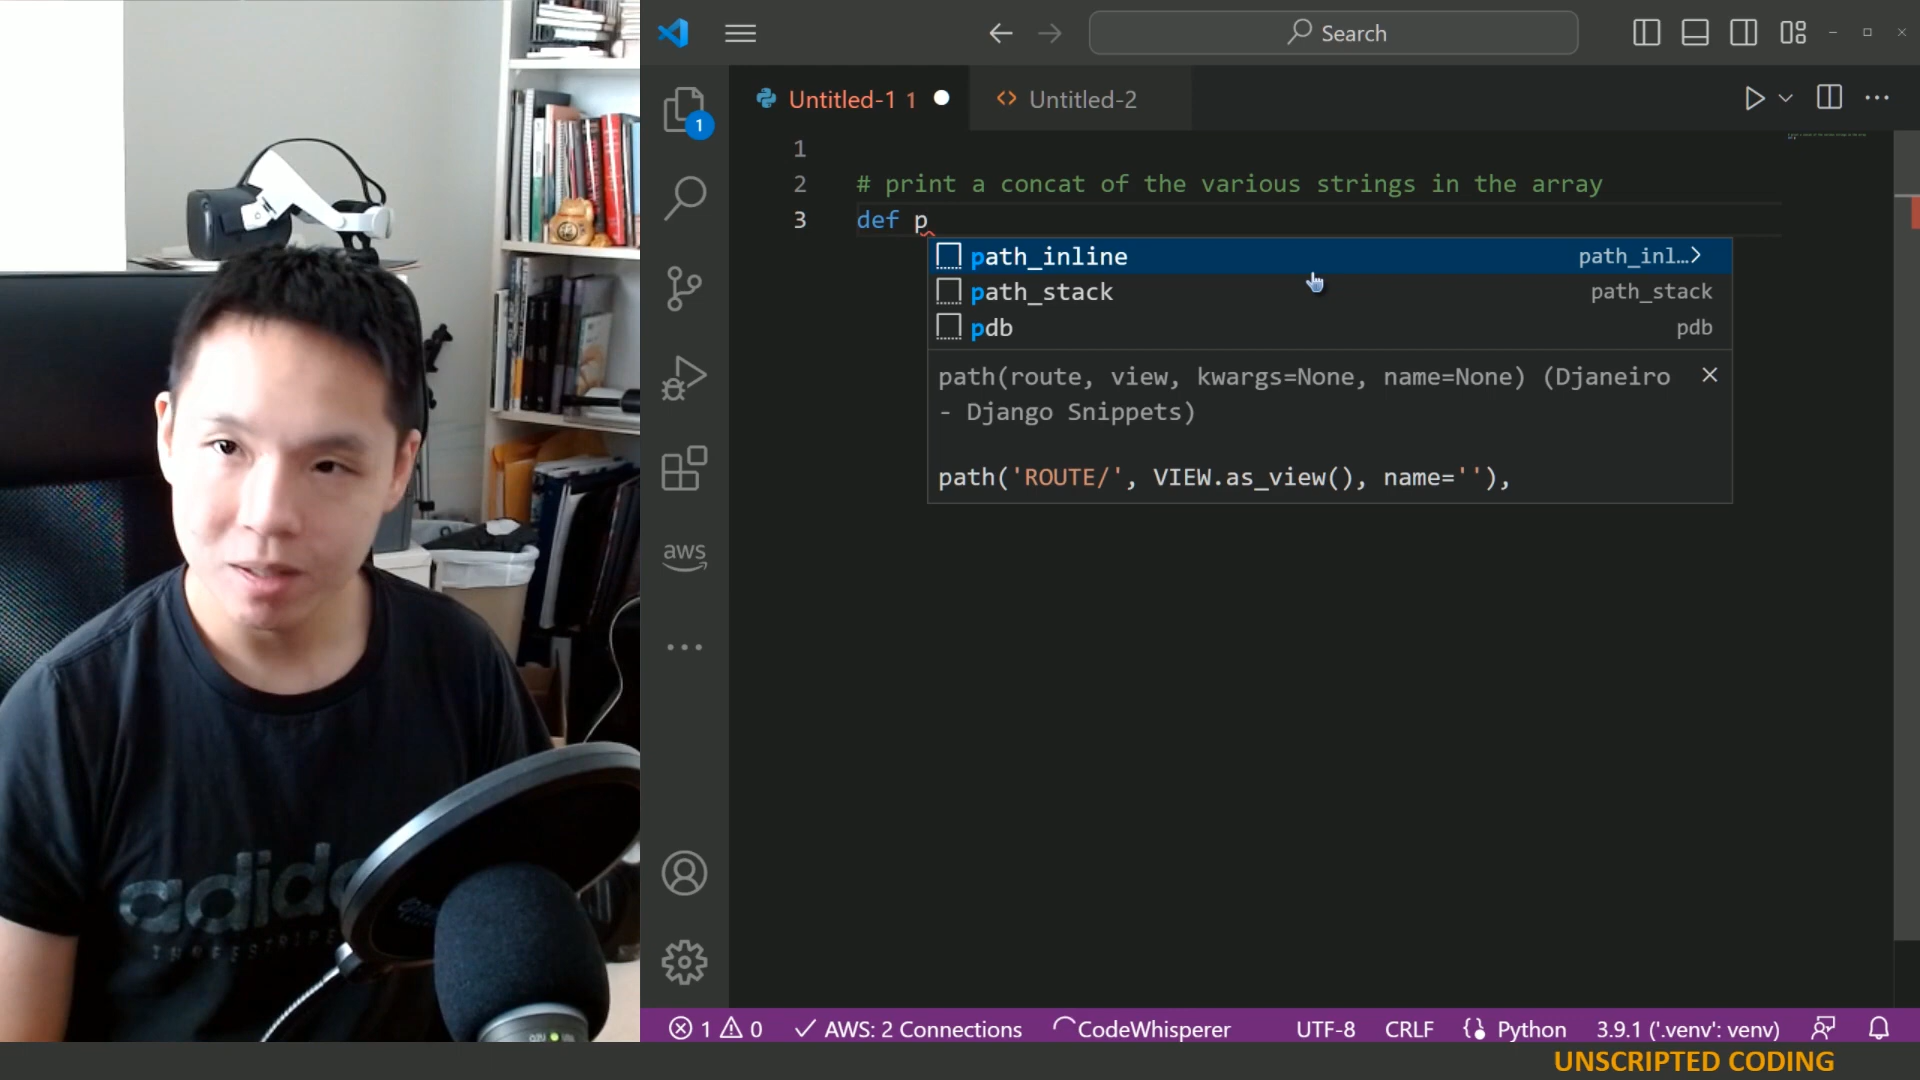 Search
Untitled-1 1
Untitled-2
1
1
2 # print a concat of the various strings in the array
3 def p
path_inline path_inl…
path_stack path_stack
pdb pdb
path(route, view, kwargs=None, name=None) (Djaneiro
- Django Snippets)
path('ROUTE/', VIEW.as_view(), name=''),
aws
1 0 AWS: 2 Connections CodeWhisperer UTF-8 CRLF Python 3.9.1 ('.venv': venv)
UNSCRIPTED CODING